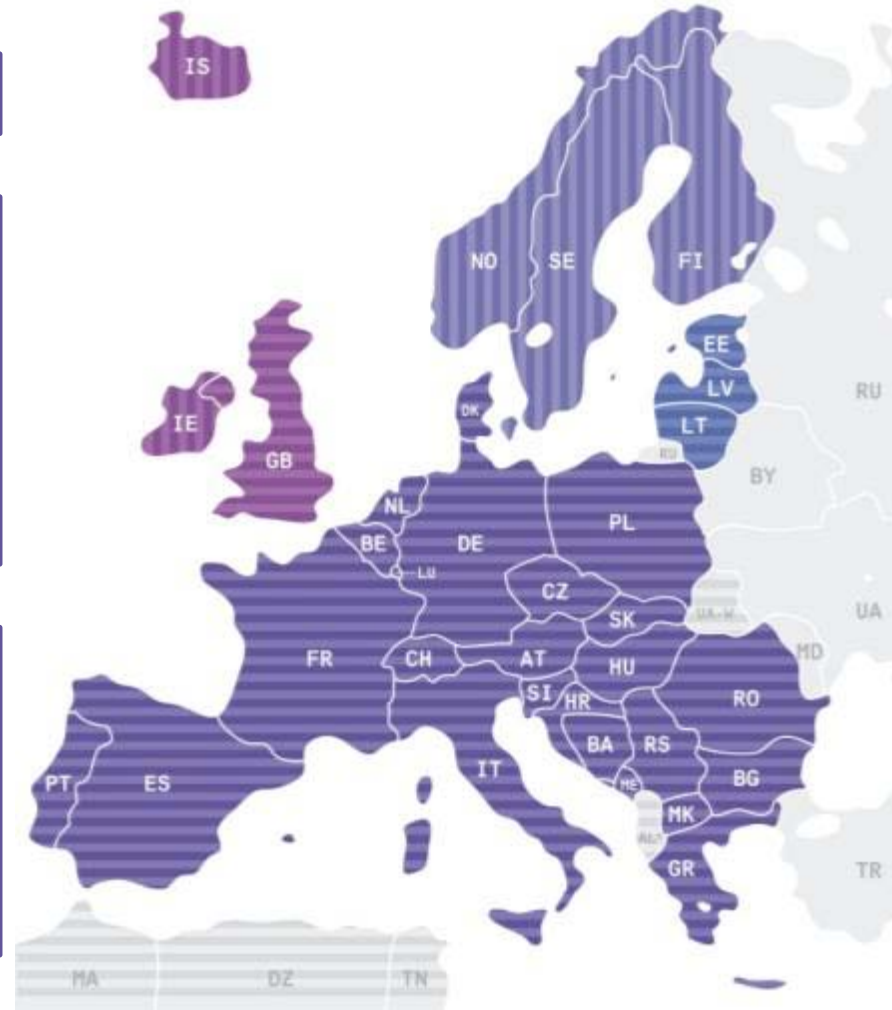 IS
NO
SE
FI
EE
LV
LT
RU
RU
BY
IE
GB
DK
NL
BE
LU
DE
PL
CZ
SK
UA-W
UA
MD
FR
CH
AT
HU
SI
HR
RO
BA
RS
ME
BG
MK
AL*
GR
PT
ES
IT
TR
MA
DZ
TN